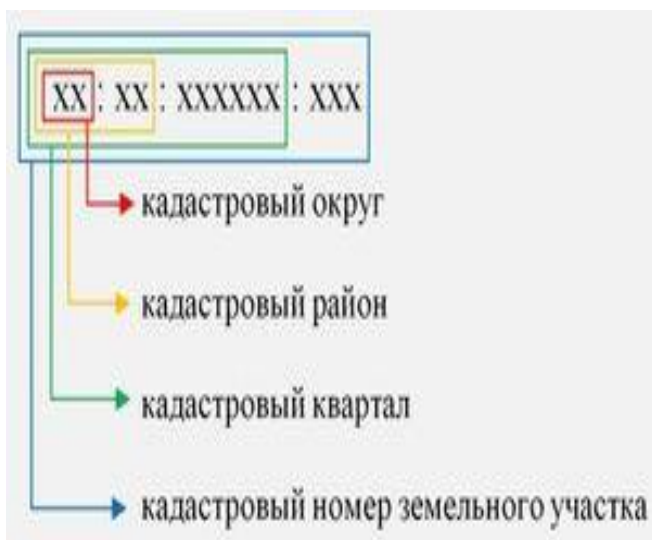 xx : xx : xxxxxx : xxx
кадастровый округ
кадастровый район
кадастровый квартал
кадастровый номер земельного участка